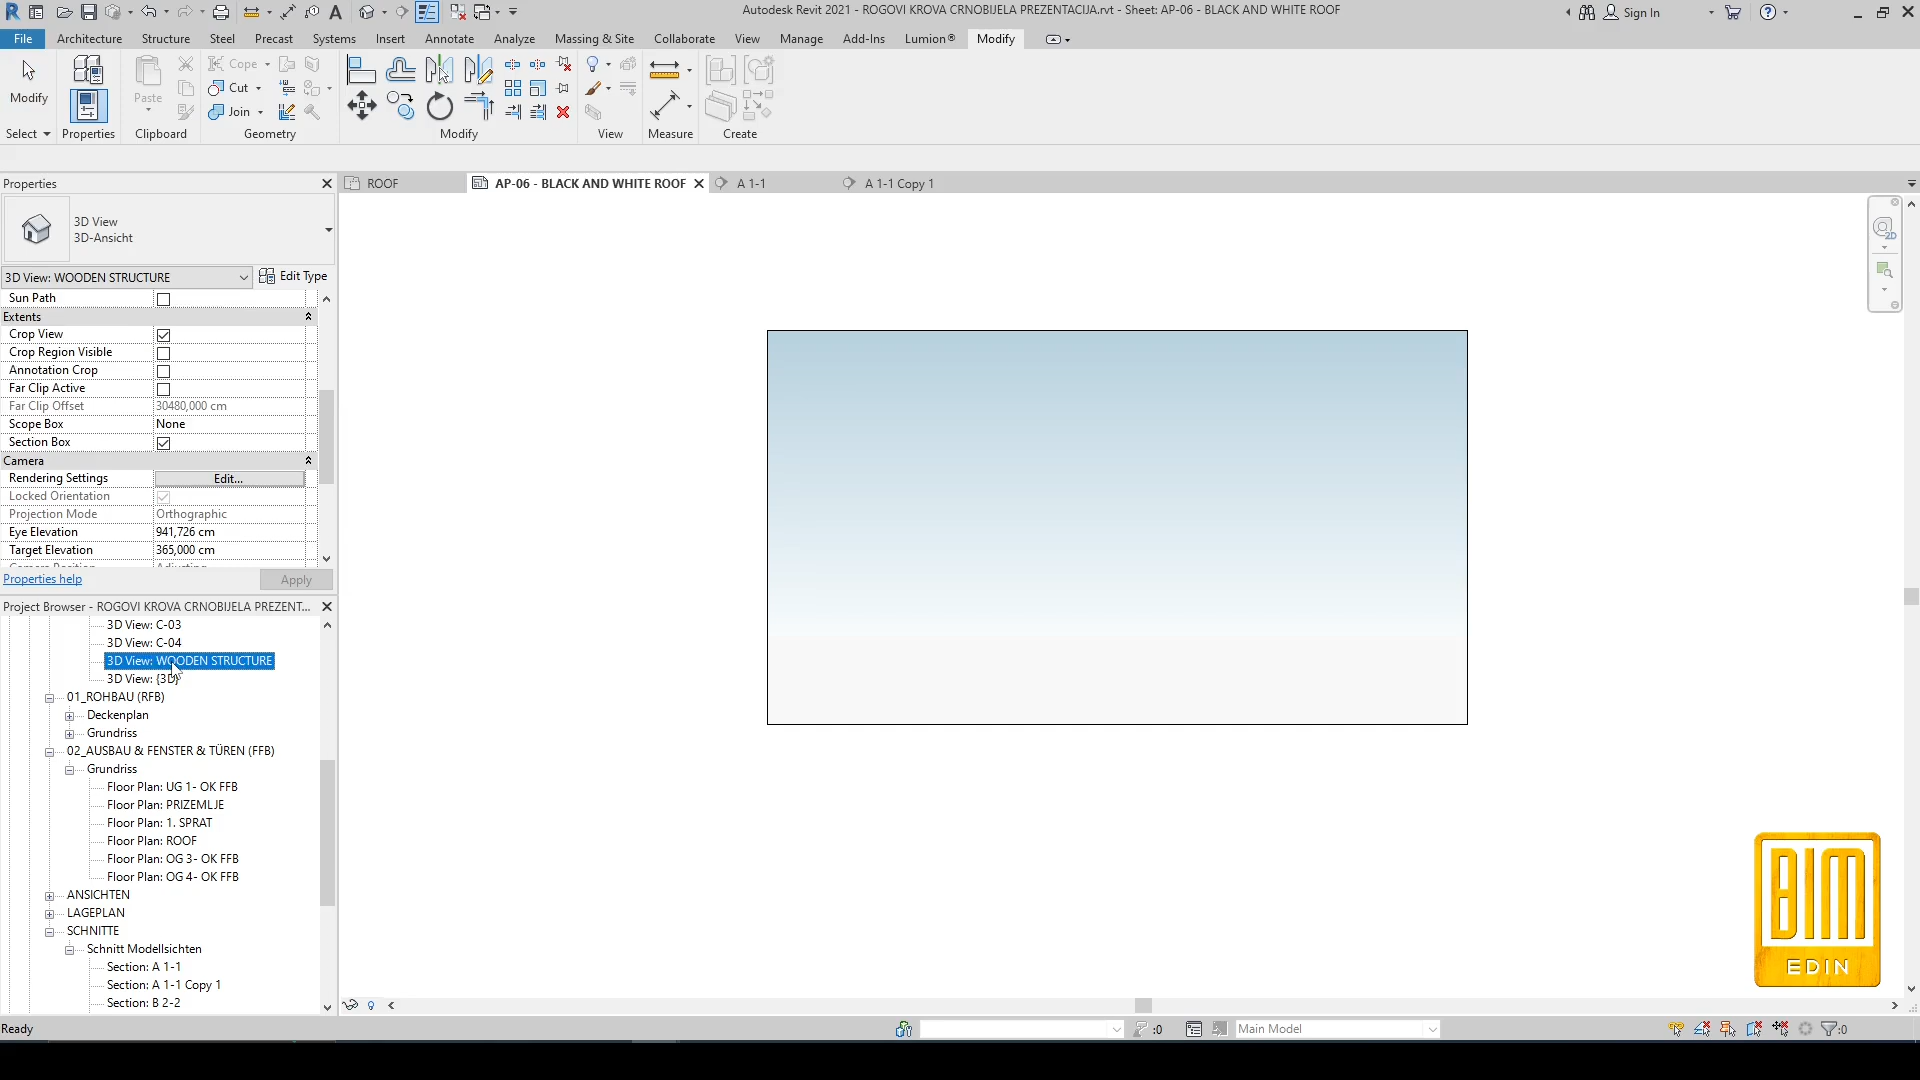 Autodesk Revit 2021 - ROGOVI KROVA CRNOBIJELA PREZENTACIJA.rvt - Sheet: AP-06 - BLACK AND WHITE ROOF
Sign In
File Architecture Structure Steel Precast Systems Insert Annotate Analyze Massing & Site Collaborate View Manage Add-Ins Lumion® Modify
Modify
Paste
Cope
Cut
Join
Select Properties Clipboard Geometry Modify View Measure Create
Properties
ROOF
AP-06 - BLACK AND WHITE ROOF
A 1-1
A 1-1 Copy 1
3D View
3D-Ansicht
3D View: WOODEN STRUCTURE
Edit Type
Sun Path
Extents
Crop View
Crop Region Visible
Annotation Crop
Far Clip Active
Far Clip Offset 30480,000 cm
Scope Box None
Section Box
Camera
Rendering Settings Edit...
Locked Orientation
Projection Mode Orthographic
Eye Elevation 941,726 cm
Target Elevation 365,000 cm
Properties help
Apply
Project Browser - ROGOVI KROVA CRNOBIJELA PREZENT...
3D View: C-03
3D View: C-04
3D View: WOODEN STRUCTURE
3D View: {3D}
01_ROHBAU (RFB)
Deckenplan
Grundriss
02_AUSBAU & FENSTER & TÜREN (FFB)
Grundriss
Floor Plan: UG 1- OK FFB
Floor Plan: PRIZEMLJE
Floor Plan: 1. SPRAT
Floor Plan: ROOF
Floor Plan: OG 3- OK FFB
Floor Plan: OG 4- OK FFB
ANSICHTEN
LAGEPLAN
SCHNITTE
Schnitt Modellsichten
Section: A 1-1
Section: A 1-1 Copy 1
Section: B 2-2
2D
BIM
EDIN
Ready
:0
Main Model
:0